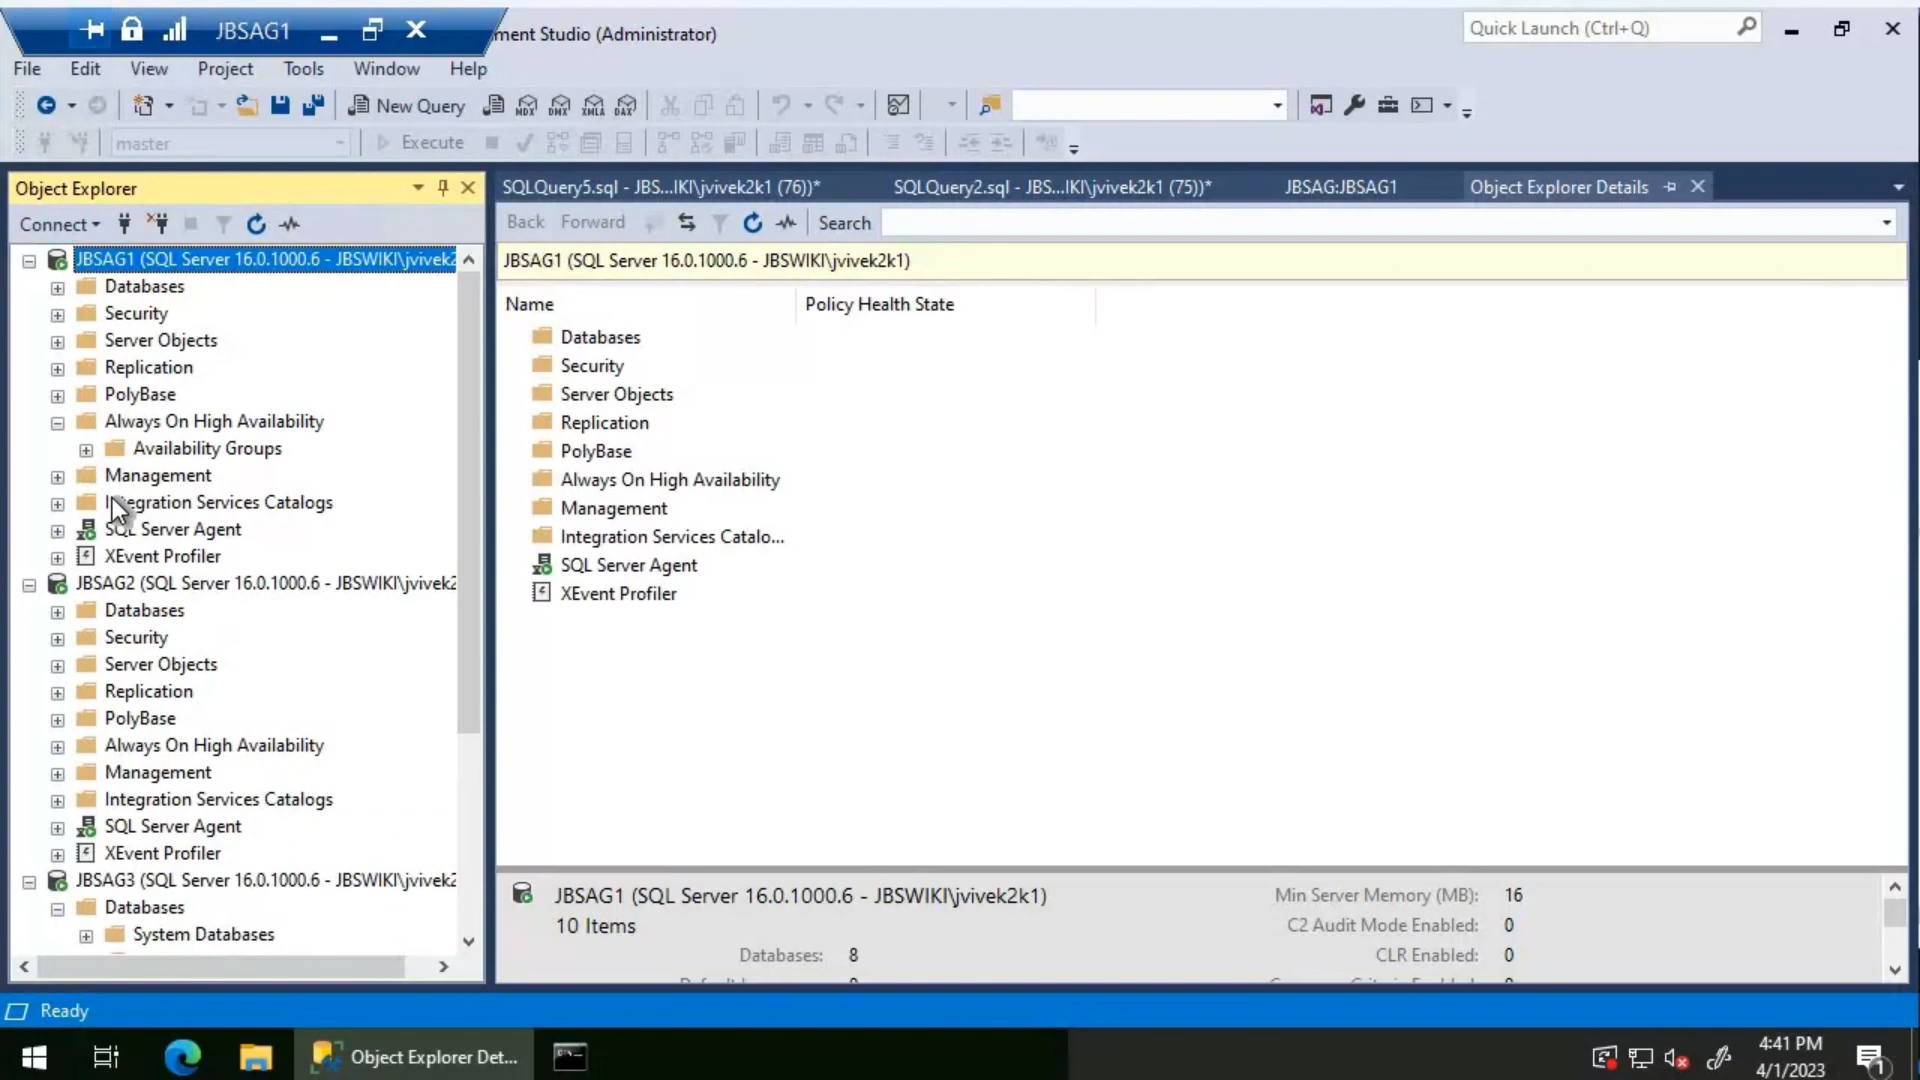 JBSAG1
ment Studio (Administrator)
Quick Launch (Ctrl+Q)
File Edit View Project Tools Window Help
New Query MDX DMX XMLA DAX
master Execute
Object Explorer
SQLQuery5.sql - JBS...IKI\jvivek2k1 (76))*
SQLQuery2.sql - JBS...IKI\jvivek2k1 (75))*
JBSAG:JBSAG1
Object Explorer Details
Connect
Back Forward Search
JBSAG1 (SQL Server 16.0.1000.6 - JBSWIKI\jvivek2
Databases
Security
Server Objects
Replication
PolyBase
Always On High Availability
Availability Groups
Management
Integration Services Catalogs
SQL Server Agent
XEvent Profiler
JBSAG2 (SQL Server 16.0.1000.6 - JBSWIKI\jvivek2
Databases
Security
Server Objects
Replication
PolyBase
Always On High Availability
Management
Integration Services Catalogs
SQL Server Agent
XEvent Profiler
JBSAG3 (SQL Server 16.0.1000.6 - JBSWIKI\jvivek2
Databases
System Databases
JBSAG1 (SQL Server 16.0.1000.6 - JBSWIKI\jvivek2k1)
Name Policy Health State
Databases
Security
Server Objects
Replication
PolyBase
Always On High Availability
Management
Integration Services Catalo...
SQL Server Agent
XEvent Profiler
JBSAG1 (SQL Server 16.0.1000.6 - JBSWIKI\jvivek2k1)
10 Items
Databases: 8
Min Server Memory (MB): 16
C2 Audit Mode Enabled: 0
CLR Enabled: 0
Ready
Object Explorer Det...
4:41 PM
4/1/2023
1